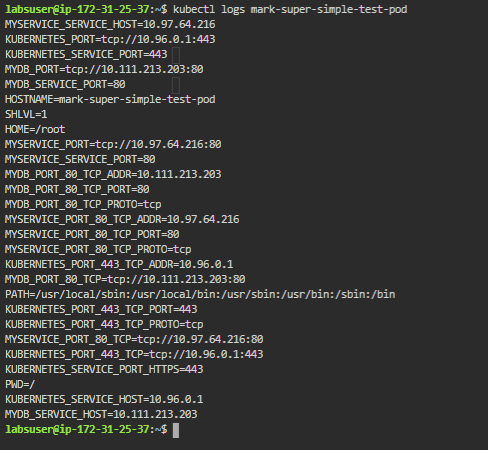 labsuser@ip-172-31-25-37:~$ kubectl logs mark-super-simple-test-pod
MYSERVICE_SERVICE_HOST=10.97.64.216
KUBERNETES_PORT=tcp://10.96.0.1:443
KUBERNETES_SERVICE_PORT=443
MYDB_PORT=tcp://10.111.213.203:80
MYDB_SERVICE_PORT=80
HOSTNAME=mark-super-simple-test-pod
SHLVL=1
HOME=/root
MYSERVICE_PORT=tcp://10.97.64.216:80
MYSERVICE_SERVICE_PORT=80
MYDB_PORT_80_TCP_ADDR=10.111.213.203
MYDB_PORT_80_TCP_PORT=80
MYDB_PORT_80_TCP_PROTO=tcp
MYSERVICE_PORT_80_TCP_ADDR=10.97.64.216
MYSERVICE_PORT_80_TCP_PORT=80
MYSERVICE_PORT_80_TCP_PROTO=tcp
KUBERNETES_PORT_443_TCP_ADDR=10.96.0.1
MYDB_PORT_80_TCP=tcp://10.111.213.203:80
PATH=/usr/local/sbin:/usr/local/bin:/usr/sbin:/usr/bin:/sbin:/bin
KUBERNETES_PORT_443_TCP_PORT=443
KUBERNETES_PORT_443_TCP_PROTO=tcp
MYSERVICE_PORT_80_TCP=tcp://10.97.64.216:80
KUBERNETES_PORT_443_TCP=tcp://10.96.0.1:443
KUBERNETES_SERVICE_PORT_HTTPS=443
PWD=/
KUBERNETES_SERVICE_HOST=10.96.0.1
MYDB_SERVICE_HOST=10.111.213.203
labsuser@ip-172-31-25-37:~$